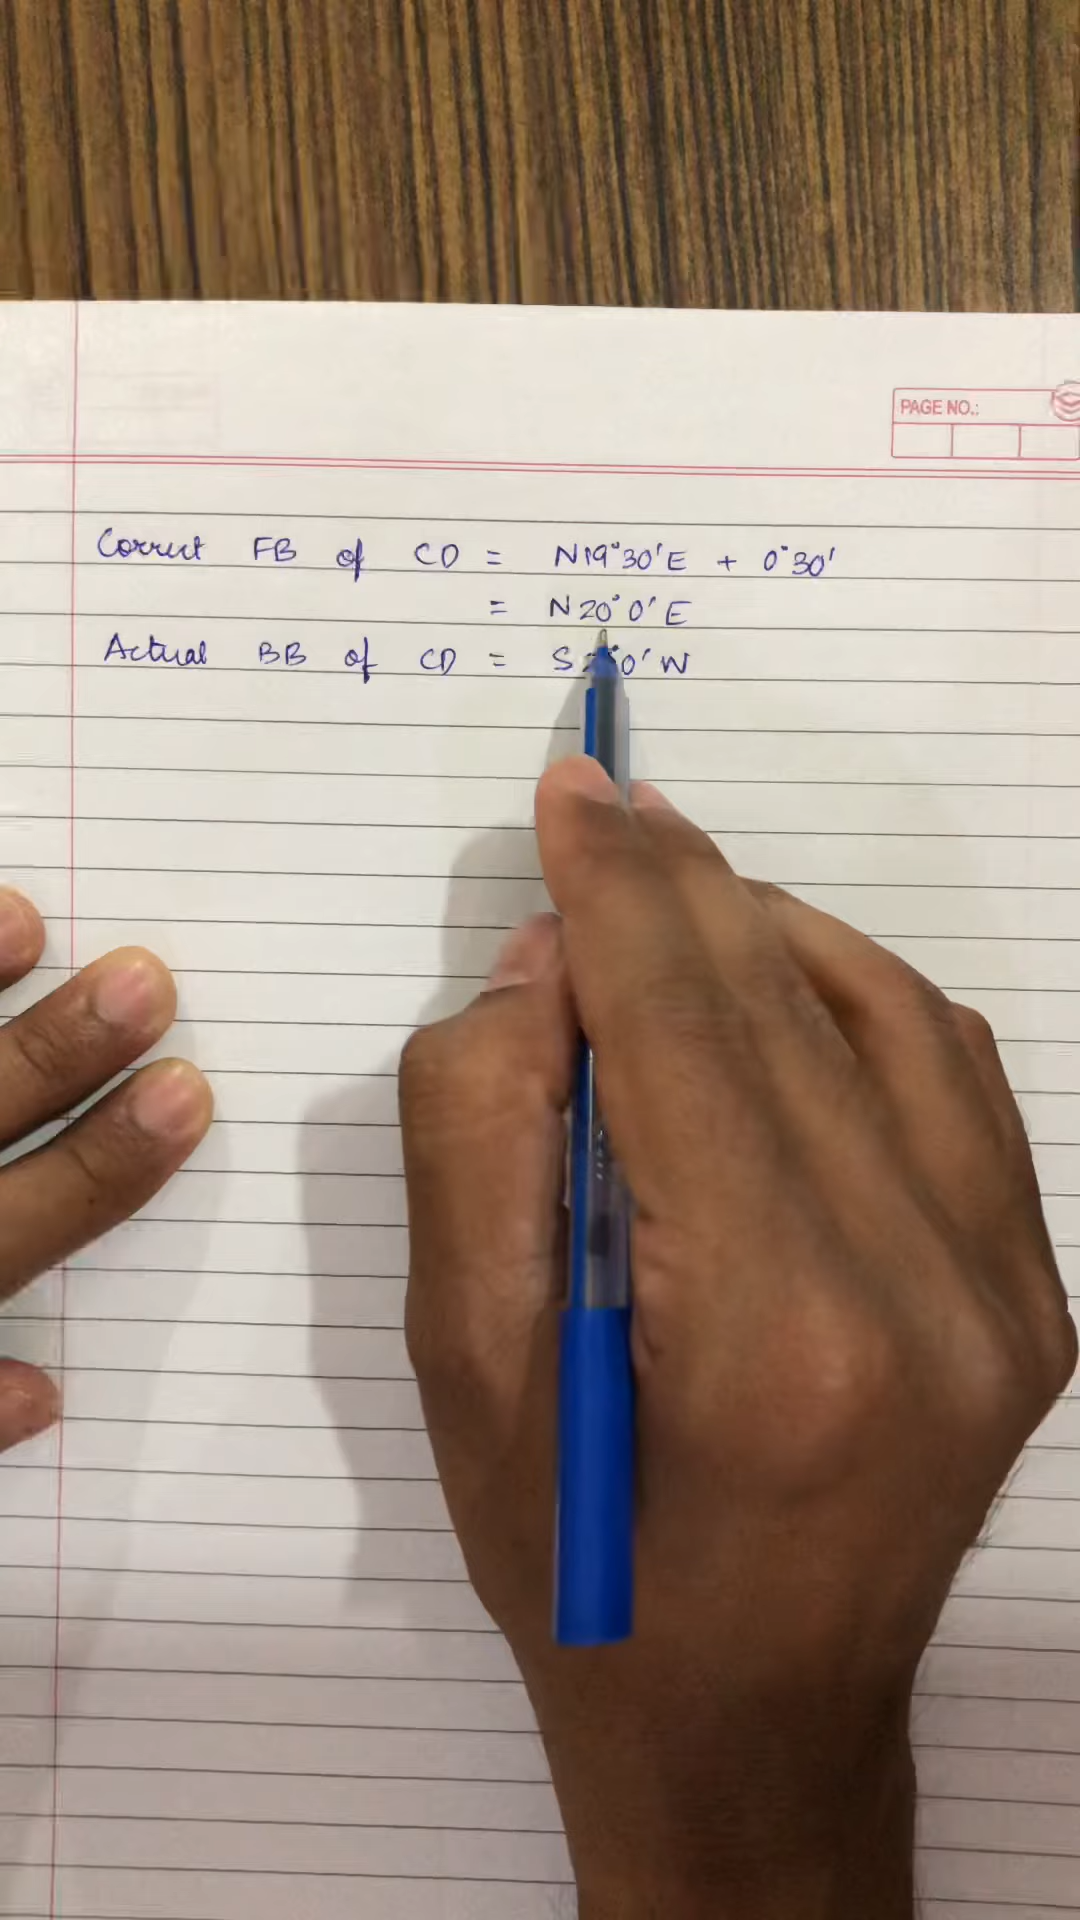 PAGE NO.:
Correct FB of CD = N19°30'E + 0°30'
= N20°0'E
Actual BB of CD = S 0' W